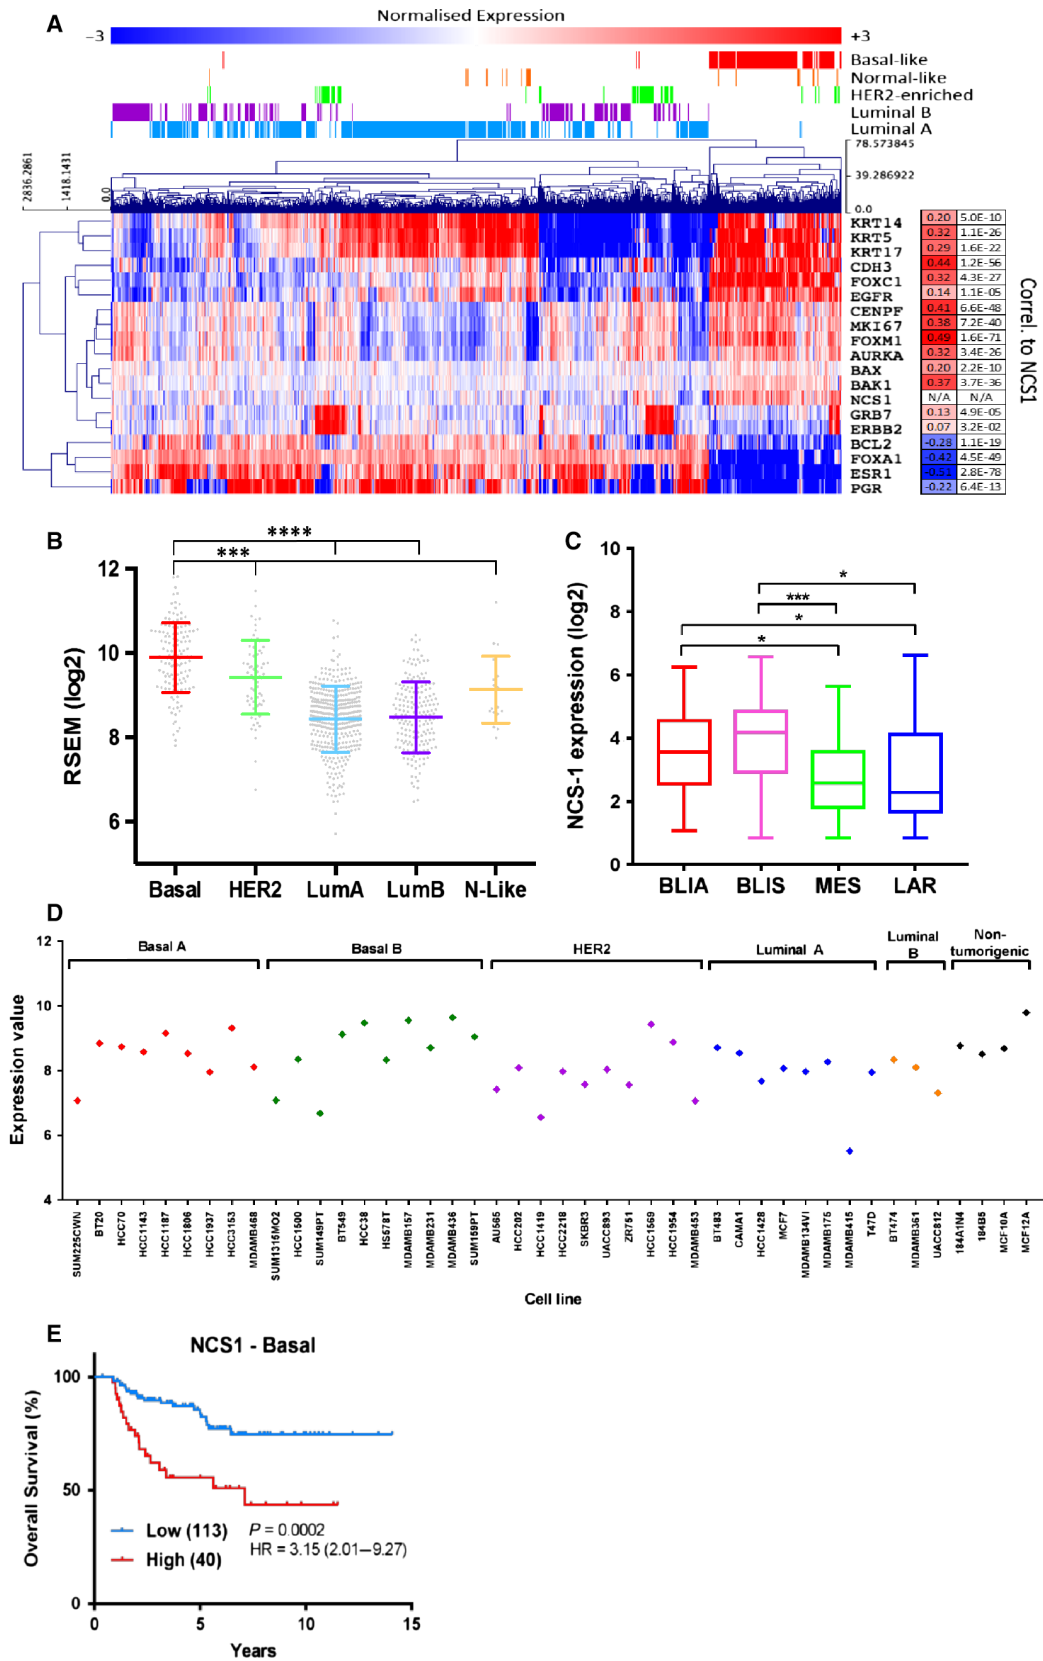 A
Normalised Expression
−3
+3
Basal-like
Normal-like
HER2-enriched
Luminal B
Luminal A
2836.2861
1418.1431
0.0
78.573845
39.286922
0.0
KRT14 0.20 5.0E-10
KRT5 0.32 1.1E-26
KRT17 0.29 1.6E-22
CDH3 0.44 1.2E-56
FOXC1 0.32 4.3E-27
EGFR 0.14 1.1E-05
CENPF 0.41 6.6E-48
MKI67 0.38 7.2E-40
FOXM1 0.49 1.6E-71
AURKA 0.32 3.4E-26
BAX 0.20 2.2E-10
BAK1 0.37 3.7E-36
NCS1 N/A N/A
GRB7 0.13 4.9E-05
ERBB2 0.07 3.2E-02
BCL2 -0.28 1.1E-19
FOXA1 -0.42 4.5E-49
ESR1 -0.51 2.8E-78
PGR -0.22 6.4E-13
Correl. to NCS1
B
****
***
RSEM (log2)
12
10
8
6
Basal HER2 LumA LumB N-Like
C
NCS-1 expression (log2)
10
8
6
4
2
0
*
***
*
*
BLIA BLIS MES LAR
D
Expression value
12
10
8
6
4
Basal A
Basal B
HER2
Luminal A
Luminal
B
Non-
tumorigenic
SUM225CWN
BT20
HC70
HCC1143
HCC1187
HCC1806
HCC1937
HCC3153
MDAMB468
SUM1315MO2
HCC1500
SUM149PT
BT549
HCC38
HS578T
MDAMB157
MDAMB231
MDAMB436
SUM159PT
AU565
HCC202
HCC1419
HCC2218
SKBR3
UACC893
ZR751
HCC1569
HCC1954
MDAMB453
BT483
CAMA1
HCC1428
MCF7
MDAMB134VI
MDAMB175
MDAMB415
T47D
BT474
MDAMB361
UACC812
184A1N4
184B5
MCF10A
MCF12A
Cell line
E
NCS1 - Basal
Overall Survival (%)
100
50
0
Low (113)
High (40)
P = 0.0002
HR = 3.15 (2.01–9.27)
0 5 10 15
Years